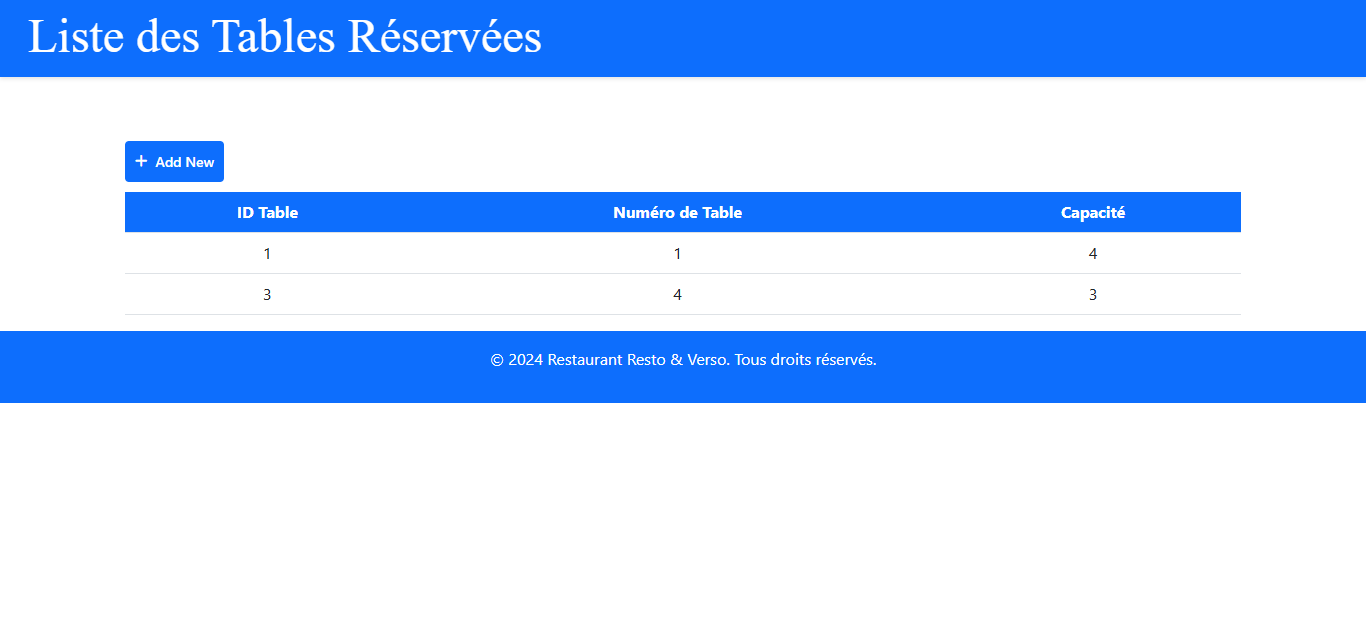 Liste des Tables Réservées
+ Add New
ID Table Numéro de Table Capacité
1 1 4
3 4 3
© 2024 Restaurant Resto & Verso. Tous droits réservés.